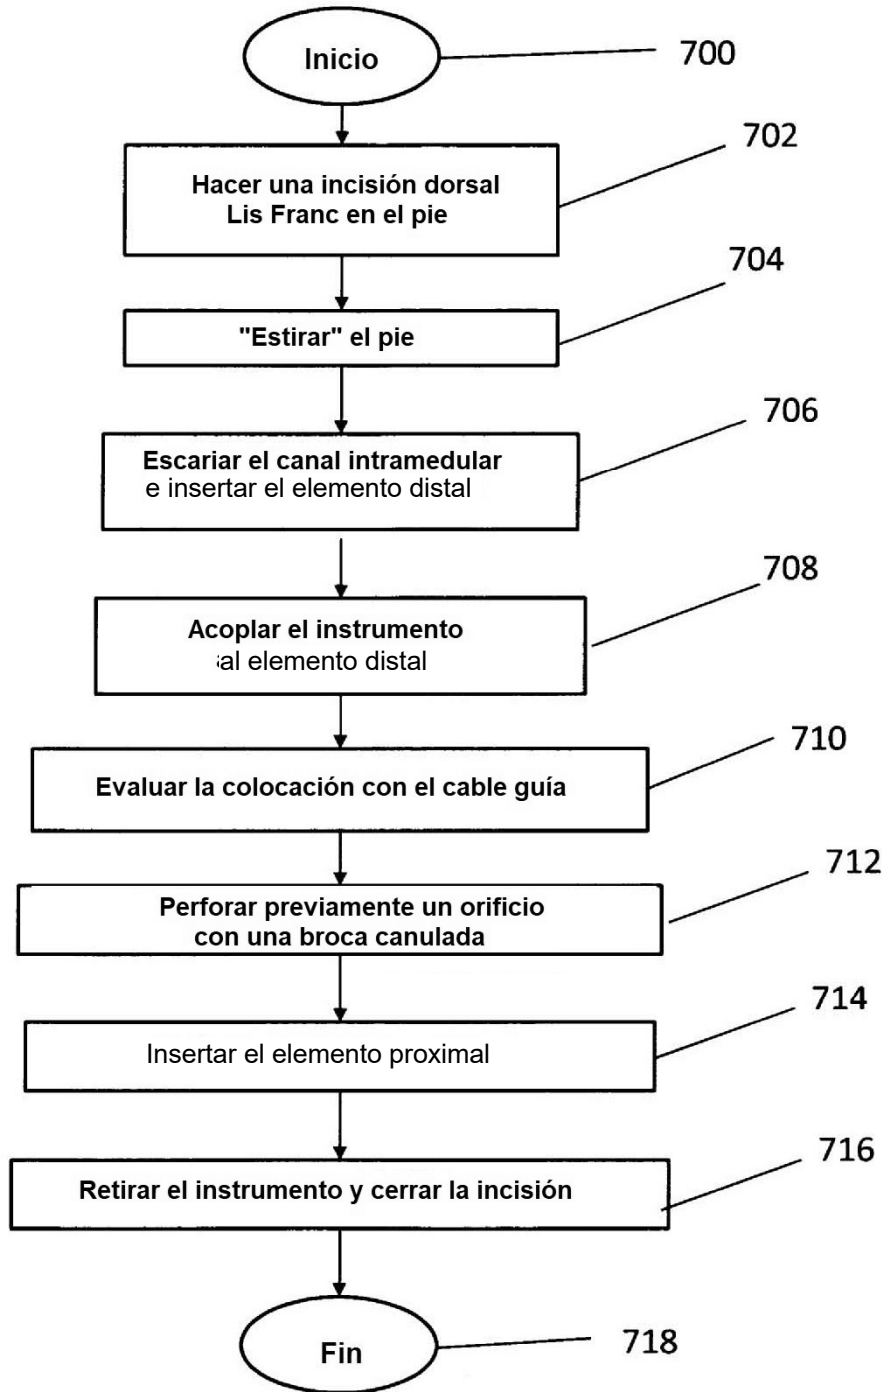 Inicio
700
702
Hacer una incisión dorsal
Lis Franc en el pie
704
"Estirar" el pie
706
Escariar el canal intramedular
e insertar el elemento distal
708
Acoplar el instrumento
al elemento distal
710
Evaluar la colocación con el cable guía
712
Perforar previamente un orificio
con una broca canulada
714
Insertar el elemento proximal
716
Retirar el instrumento y cerrar la incisión
Fin
718